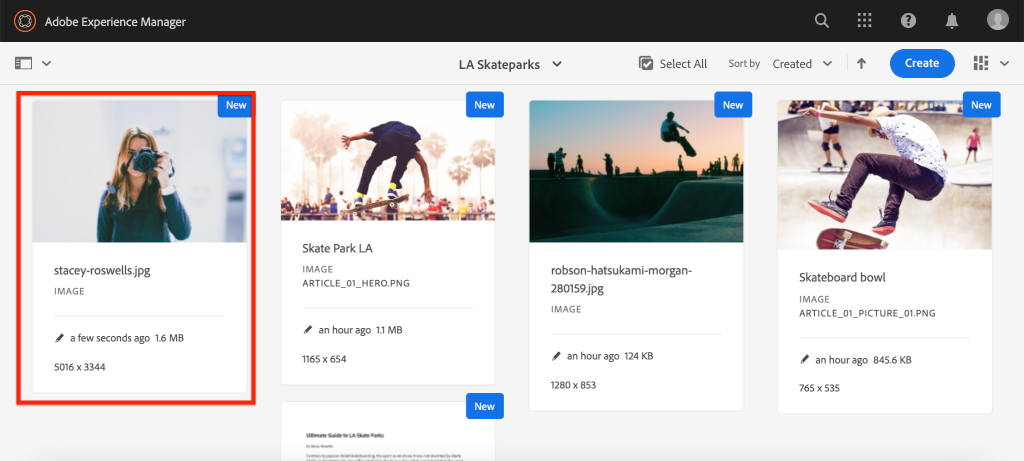 Adobe Experience Manager
LA Skateparks
Select All
Sort by Created
Create
New
stacey-roswells.jpg
IMAGE
a few seconds ago 1.6 MB
5016 x 3344
New
Skate Park LA
IMAGE
ARTICLE_01_HERO.PNG
an hour ago 1.1 MB
1165 x 654
New
robson-hatsukami-morgan-
280159.jpg
IMAGE
an hour ago 124 KB
1280 x 853
New
Skateboard bowl
IMAGE
ARTICLE_01_PICTURE_01.PNG
an hour ago 845.6 KB
765 x 535
New
Ultimate Guide to LA Skate Parks